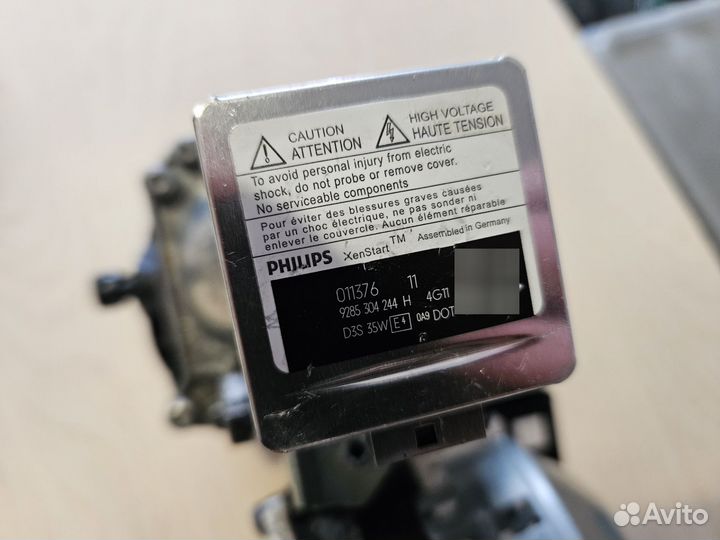 CAUTION
ATTENTION
HIGH VOLTAGE
HAUTE TENSION
To avoid personal injury from electric
shock, do not probe or remove cover.
No serviceable components
Pour éviter des blessures graves causées
par un choc électrique, ne pas sonder ni
enlever le couvercle. Aucun élément réparable
PHILIPS XenStart™ Assembled in Germany
011376 11
9285 304 244 H 4G11
D3S 35W E4 0A9 DOT
Avito